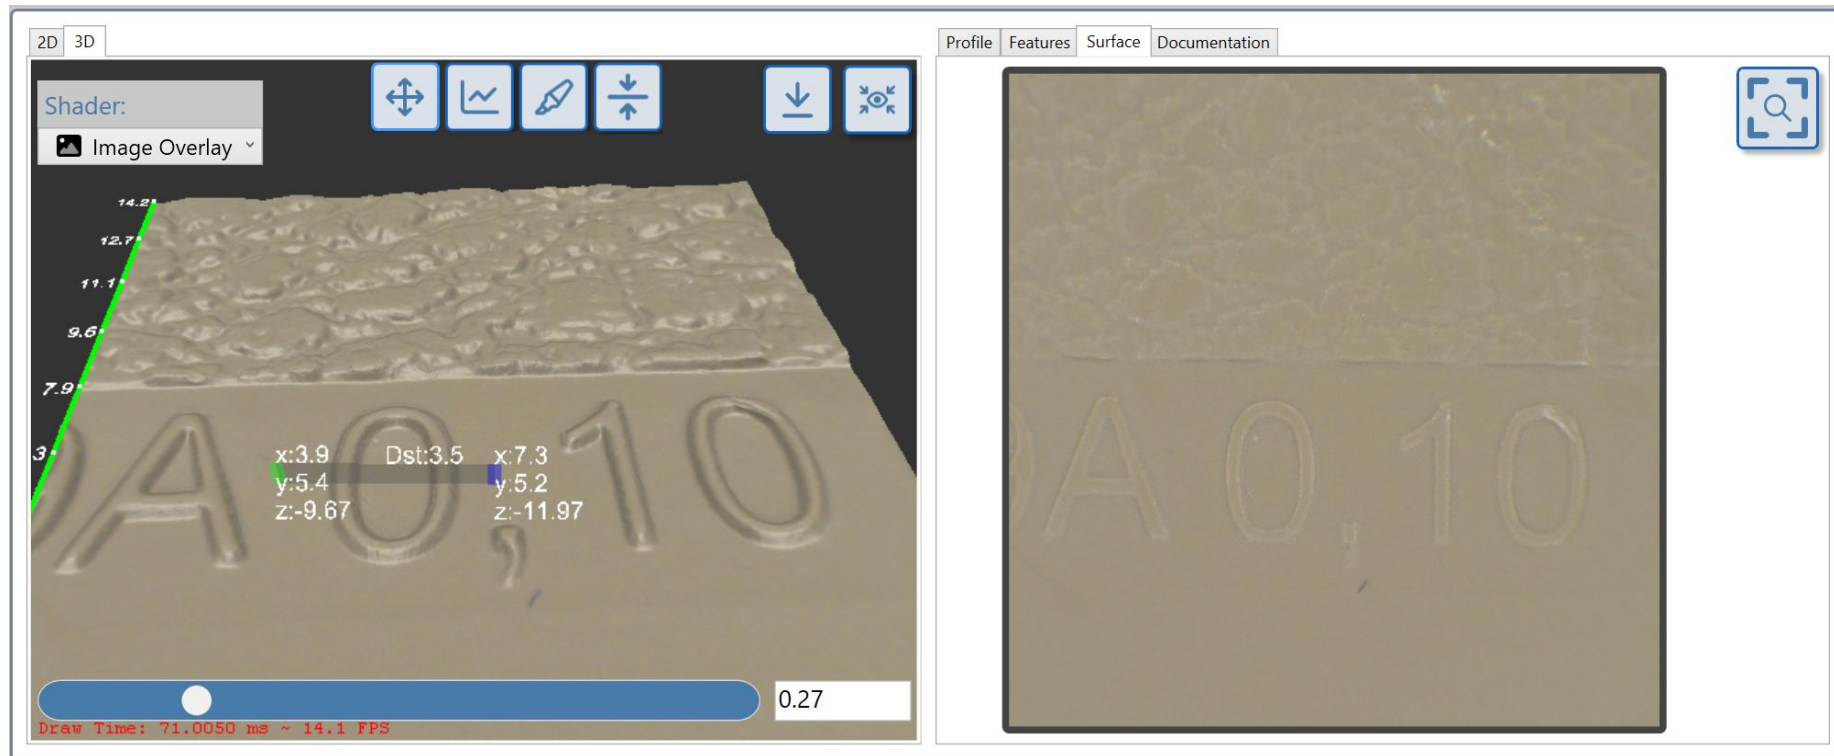 2D 3D
Profile Features Surface Documentation
Shader:
Image Overlay
14.2
12.7
11.1
9.6
7.9
3
A 0,10
x:3.9 Dst:3.5 x:7.3
y:5.4 y:5.2
z:-9.67 z:-11.97
0.27
Draw Time: 71.0050 ms ~ 14.1 FPS
A 0,10